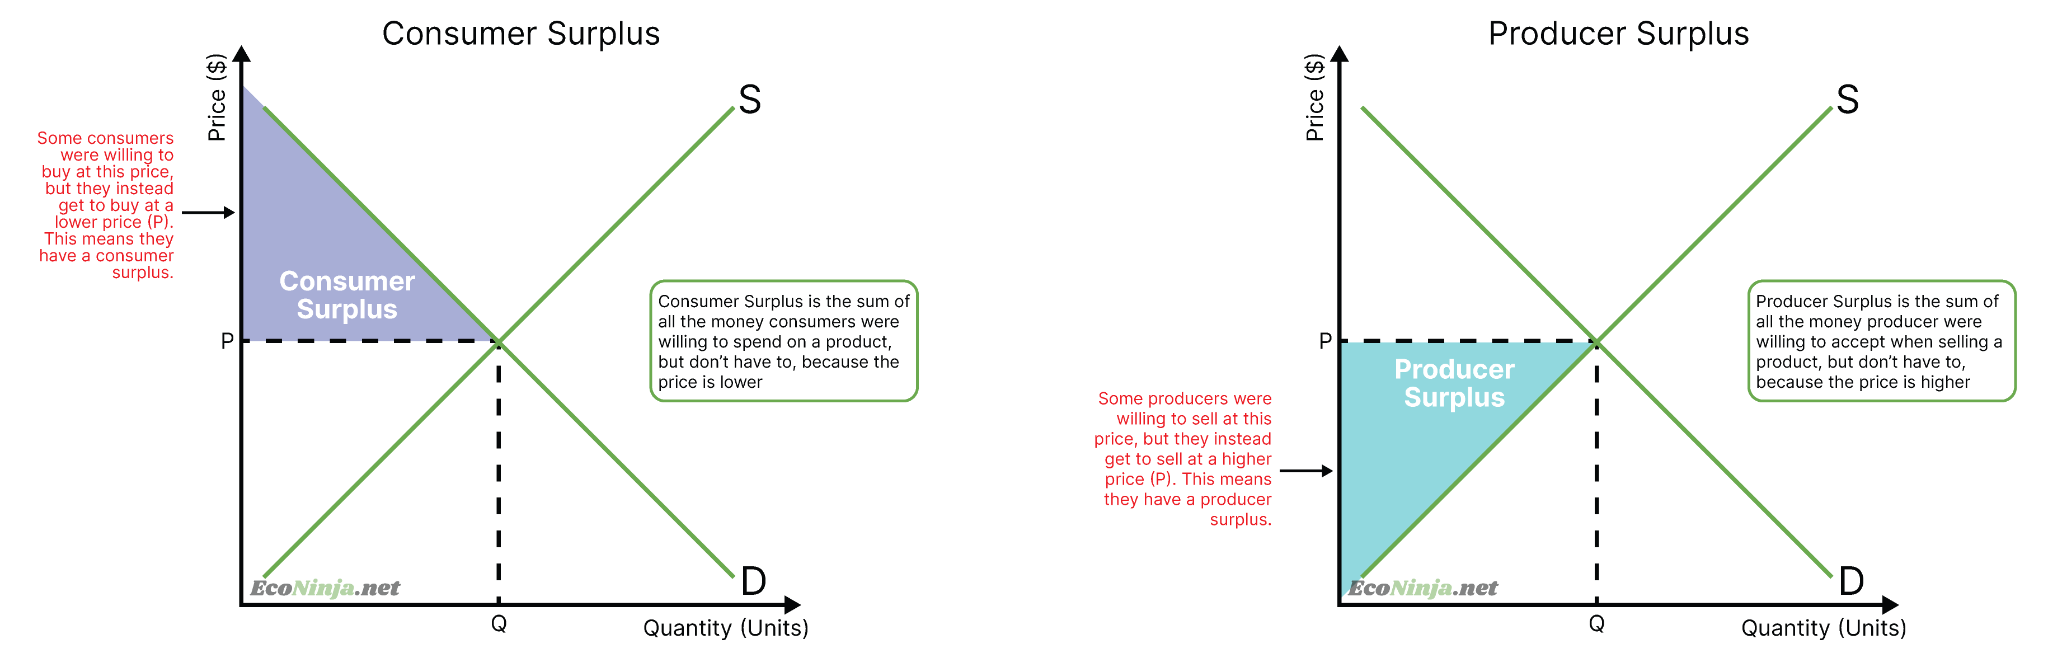 Consumer Surplus
Price ($)
Some consumers
were willing to
buy at this price,
but they instead
get to buy at a
lower price (P).
This means they
have a consumer
surplus.
S
Consumer
Surplus
Consumer Surplus is the sum of
all the money consumers were
willing to spend on a product,
but don't have to, because the
price is lower
P
D
EcoNinja.net
Q
Quantity (Units)
Producer Surplus
Price ($)
S
Producer Surplus is the sum of
all the money producer were
willing to accept when selling a
product, but don't have to,
because the price is higher
P
Producer
Surplus
Some producers were
willing to sell at this
price, but they instead
get to sell at a higher
price (P). This means
they have a producer
surplus.
D
EcoNinja.net
Q
Quantity (Units)